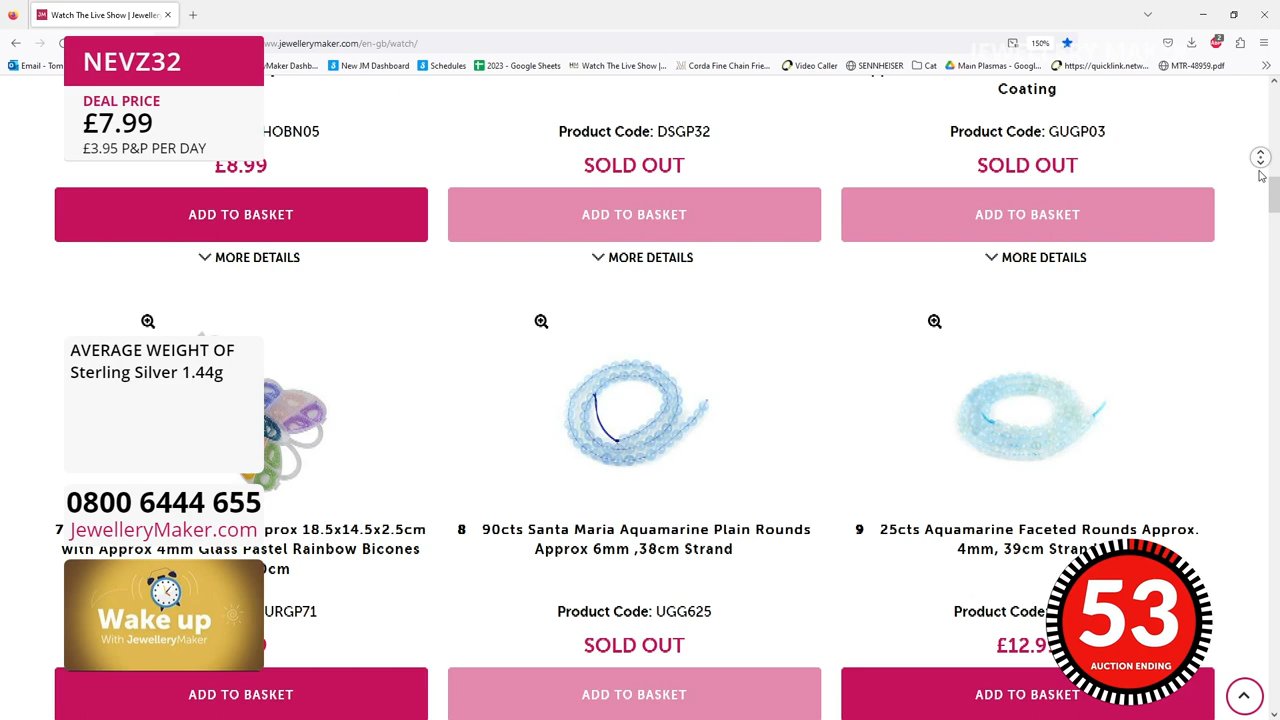 Watch The Live Show | Jeweller
NEVZ32
DEAL PRICE
£7.99
£3.95 P&P PER DAY
ww.jewellerymaker.com/en-gb/watch/
150%
2
Email - Tom
Maker Dashb...
New JM Dashboard
Schedules
2023 - Google Sheets
Watch The Live Show |...
Corda Fine Chain Frie...
Video Caller
SENNHEISER
Cat
Main Plasmas - Googl...
https://quicklink.netw...
MTR-48959.pdf
Coating
HOBN05
£8.99
ADD TO BASKET
MORE DETAILS
Product Code: DSGP32
SOLD OUT
ADD TO BASKET
MORE DETAILS
Product Code: GUGP03
SOLD OUT
ADD TO BASKET
MORE DETAILS
AVERAGE WEIGHT OF
Sterling Silver 1.44g
0800 6444 655
JewelleryMaker.com
7 prox 18.5x14.5x2.5cm
with Approx 4mm Glass Pastel Rainbow Bicones
0cm
URGP71
Wake up
With JewelleryMaker
ADD TO BASKET
8 90cts Santa Maria Aquamarine Plain Rounds
Approx 6mm ,38cm Strand
Product Code: UGG625
SOLD OUT
ADD TO BASKET
9 25cts Aquamarine Faceted Rounds Approx.
4mm, 39cm Strand
Product Code
£12.9
ADD TO BASKET
53
AUCTION ENDING